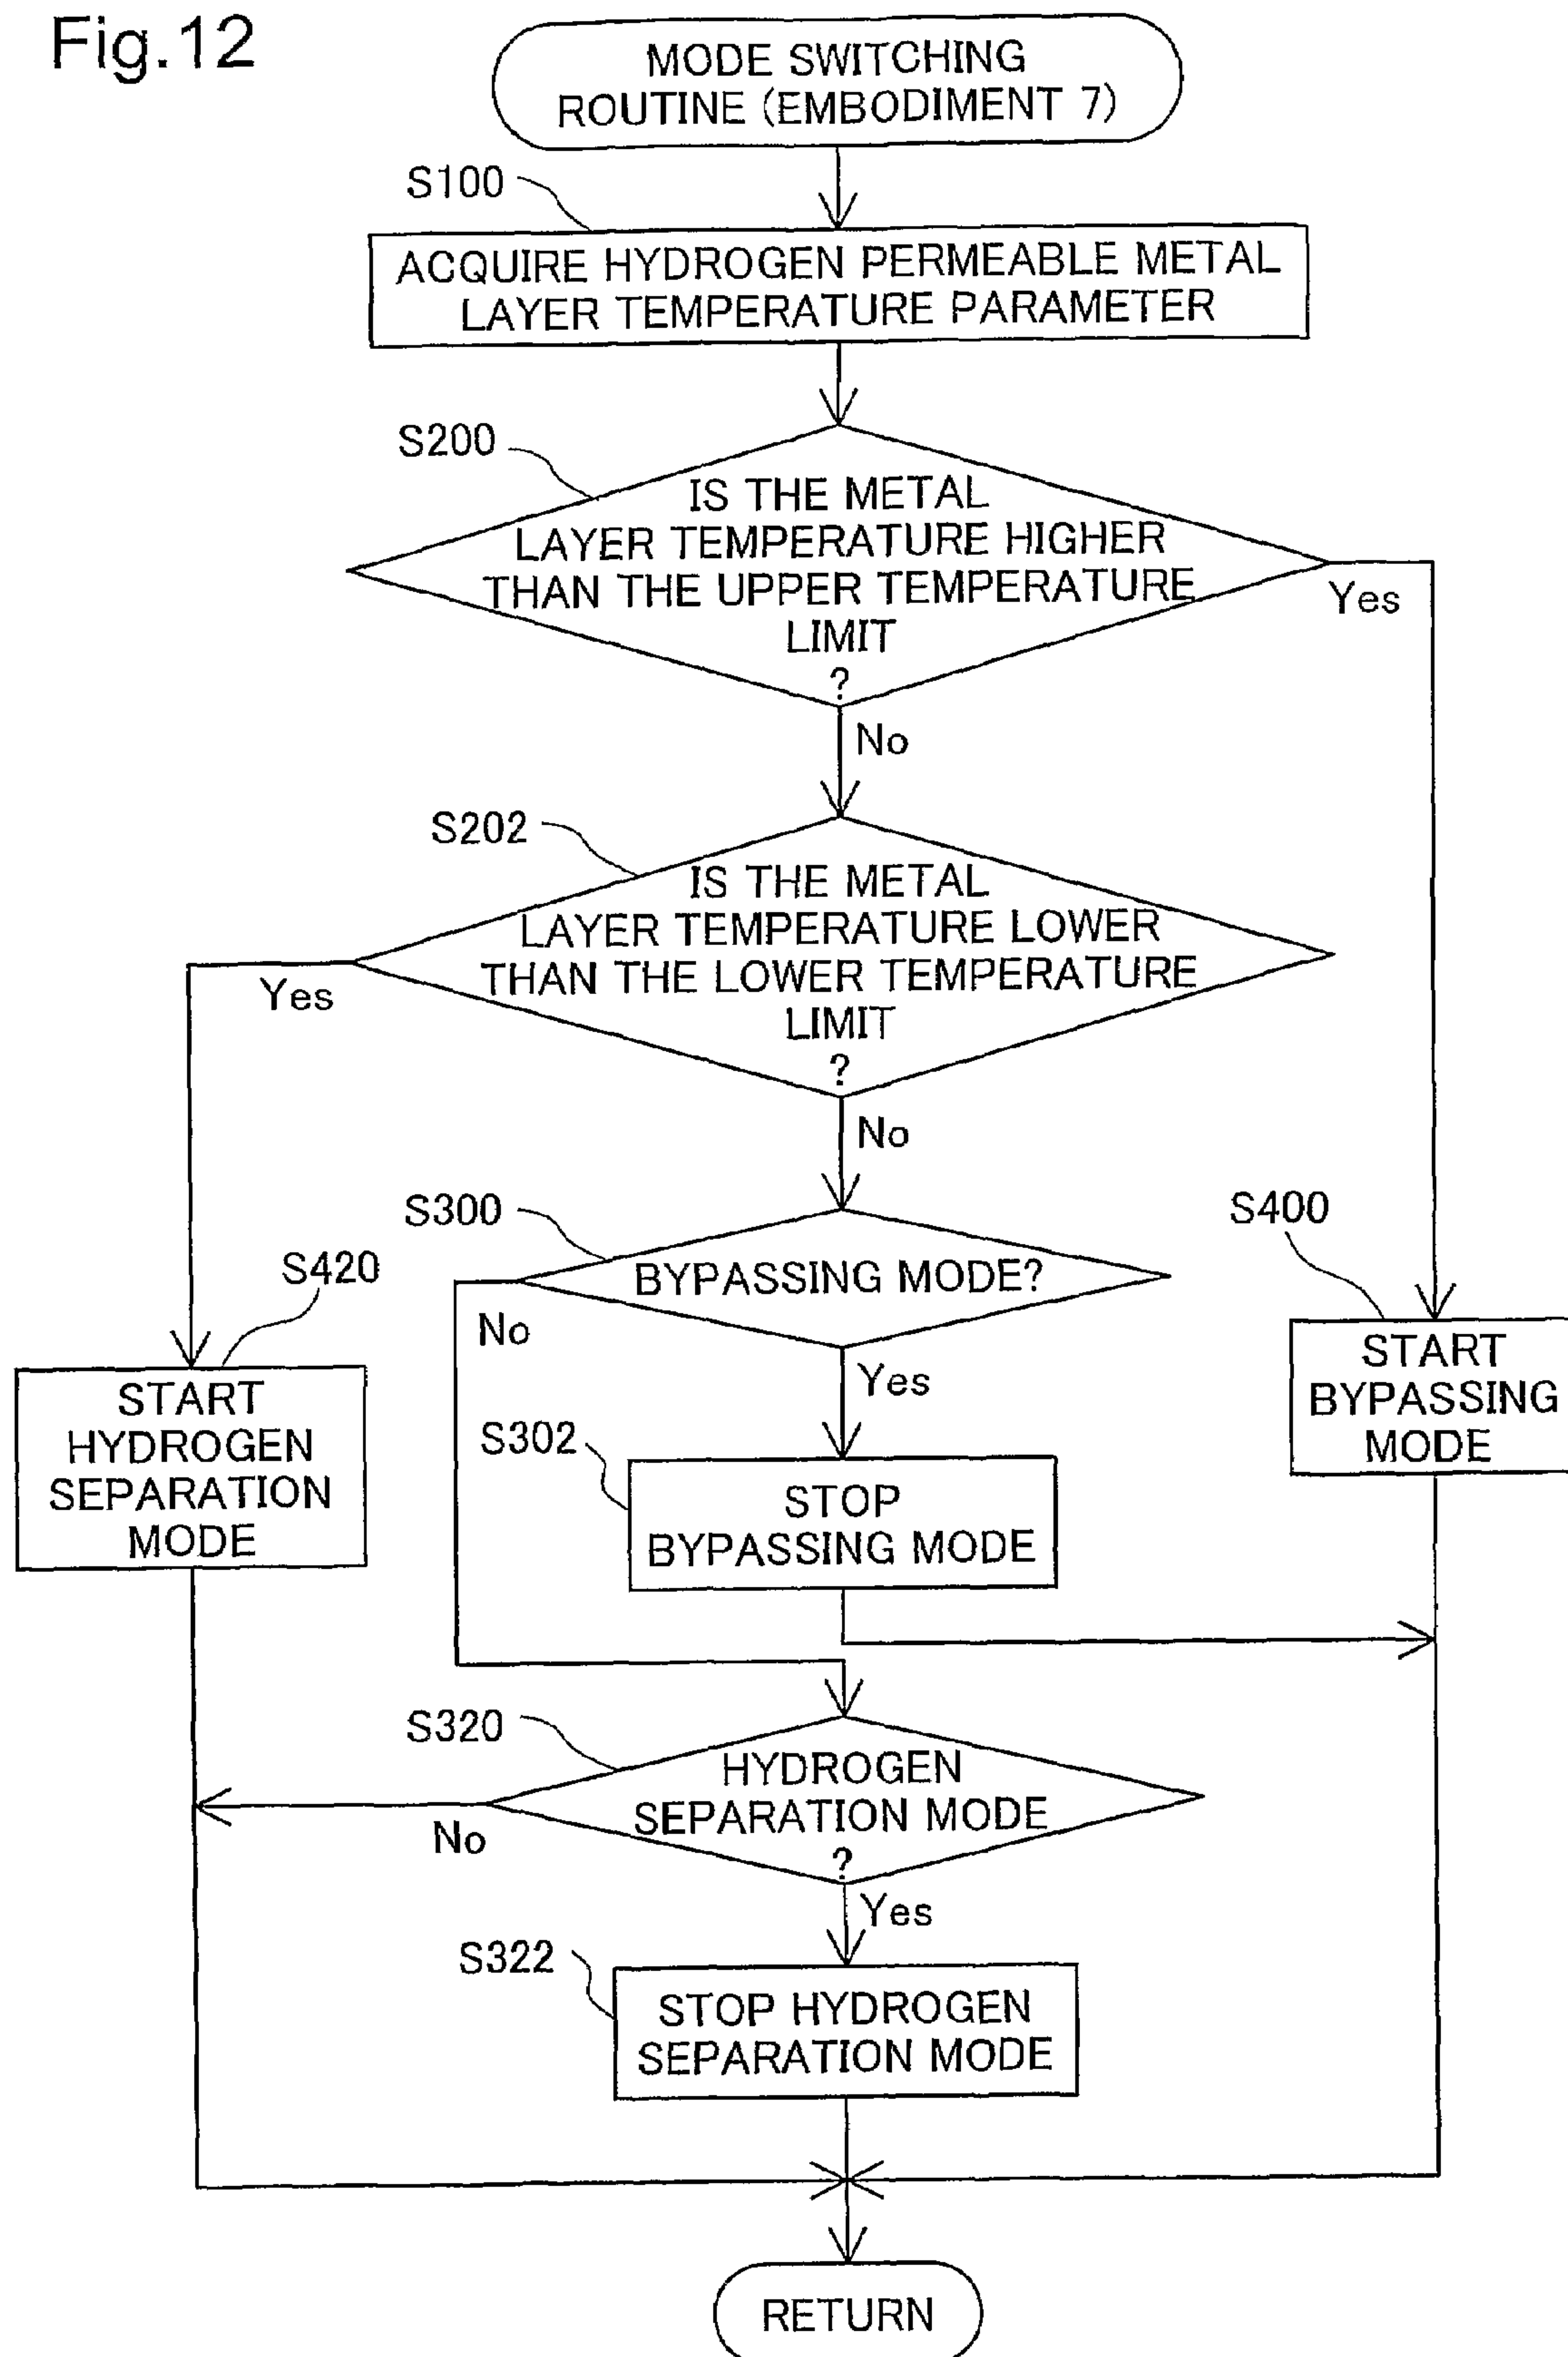 Fig.12
MODE SWITCHING
ROUTINE (EMBODIMENT 7)
S100
ACQUIRE HYDROGEN PERMEABLE METAL
LAYER TEMPERATURE PARAMETER
S200
IS THE METAL
LAYER TEMPERATURE HIGHER
THAN THE UPPER TEMPERATURE
LIMIT
?
Yes
No
S202
IS THE METAL
LAYER TEMPERATURE LOWER
THAN THE LOWER TEMPERATURE
LIMIT
?
Yes
No
S300
BYPASSING MODE?
No
Yes
S400
START
BYPASSING
MODE
S420
START
HYDROGEN
SEPARATION
MODE
S302
STOP
BYPASSING MODE
S320
HYDROGEN
SEPARATION MODE
?
No
Yes
S322
STOP HYDROGEN
SEPARATION MODE
RETURN